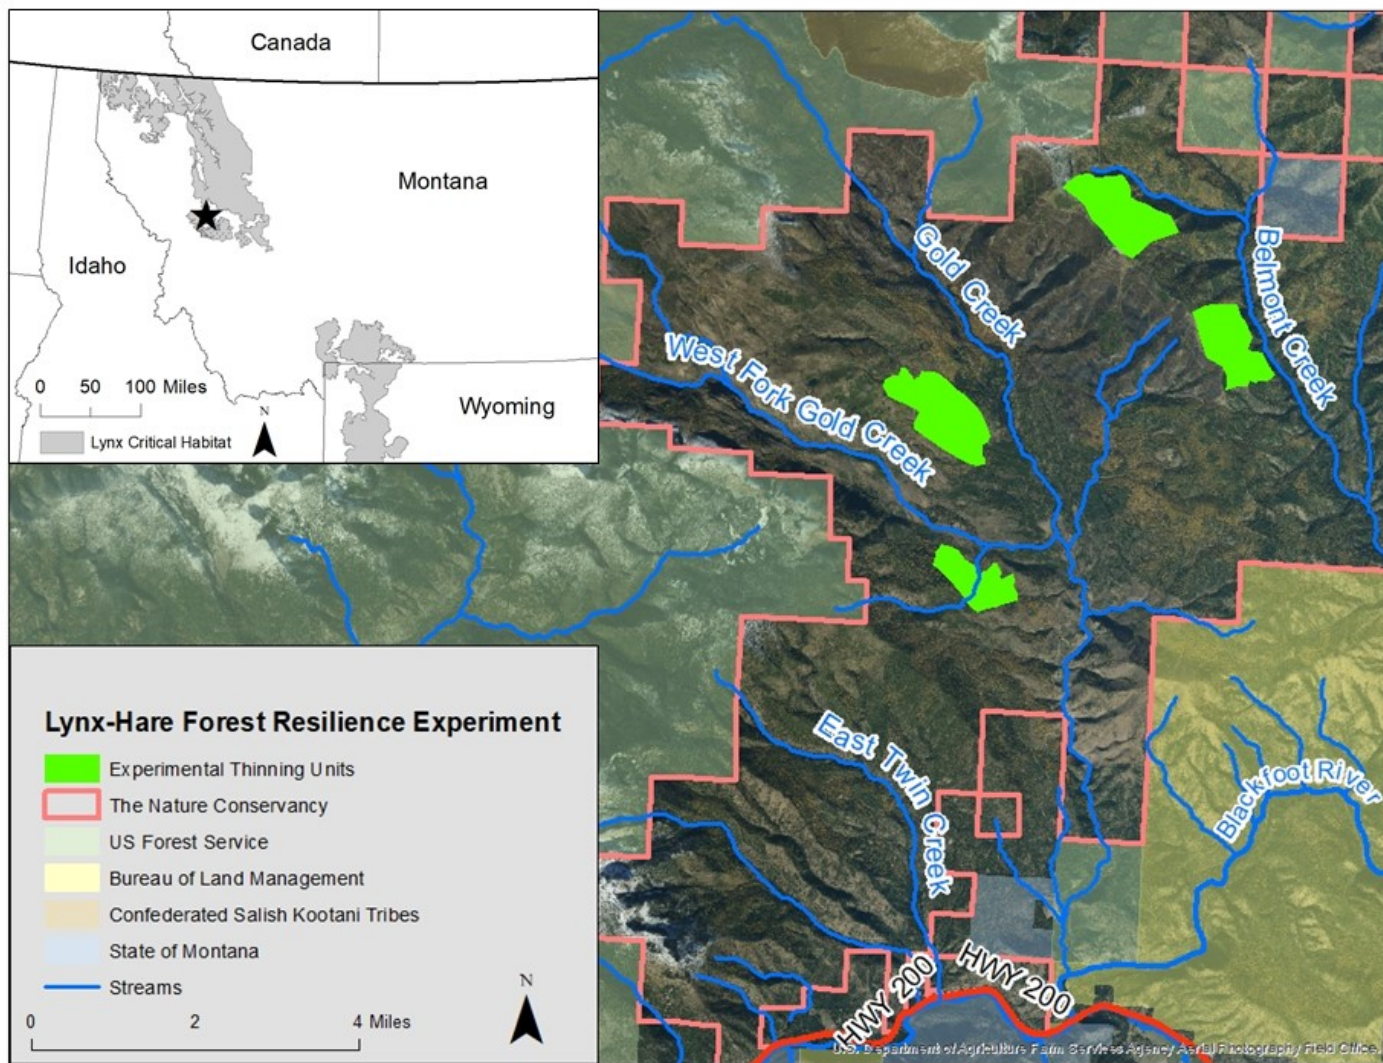 Canada
Montana
Idaho
Wyoming
0 50 100 Miles
N
Lynx Critical Habitat
Gold Creek
Belmont Creek
West Fork Gold Creek
East Twin Creek
Blackfoot River
HWY 200
HWY 200
Lynx-Hare Forest Resilience Experiment
Experimental Thinning Units
The Nature Conservancy
US Forest Service
Bureau of Land Management
Confederated Salish Kootani Tribes
State of Montana
Streams
N
0 2 4 Miles
U.S. Department of Agriculture Farm Services Agency Aerial Photography Field Office